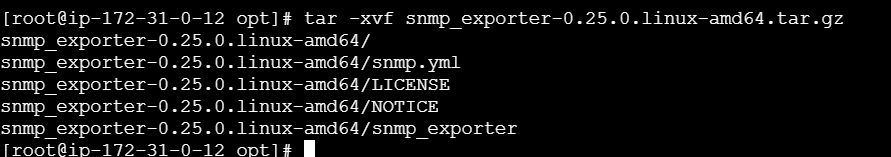 [root@ip-172-31-0-12 opt]# tar -xvf snmp_exporter-0.25.0.linux-amd64.tar.gz
snmp_exporter-0.25.0.linux-amd64/
snmp_exporter-0.25.0.linux-amd64/snmp.yml
snmp_exporter-0.25.0.linux-amd64/LICENSE
snmp_exporter-0.25.0.linux-amd64/NOTICE
snmp_exporter-0.25.0.linux-amd64/snmp_exporter
[root@ip-172-31-0-12 opt]#